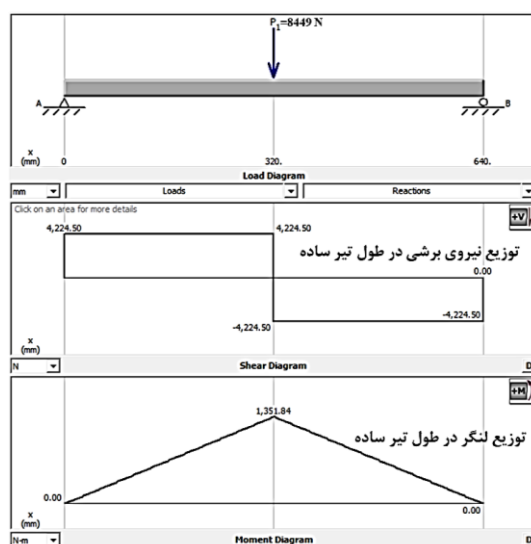 P1=8449 N
A
B
x
(mm)
0
320.
640.
Load Diagram
mm
Loads
Reactions
Click on an area for more details
+V
4,224.50
4,224.50
توزیع نیروی برشی در طول تیر ساده
0.00
-4,224.50
-4,224.50
x
(mm)
N
Shear Diagram
D
+M
1,351.84
توزیع لنگر در طول تیر ساده
0.00
0.00
x
(mm)
N-m
Moment Diagram
D